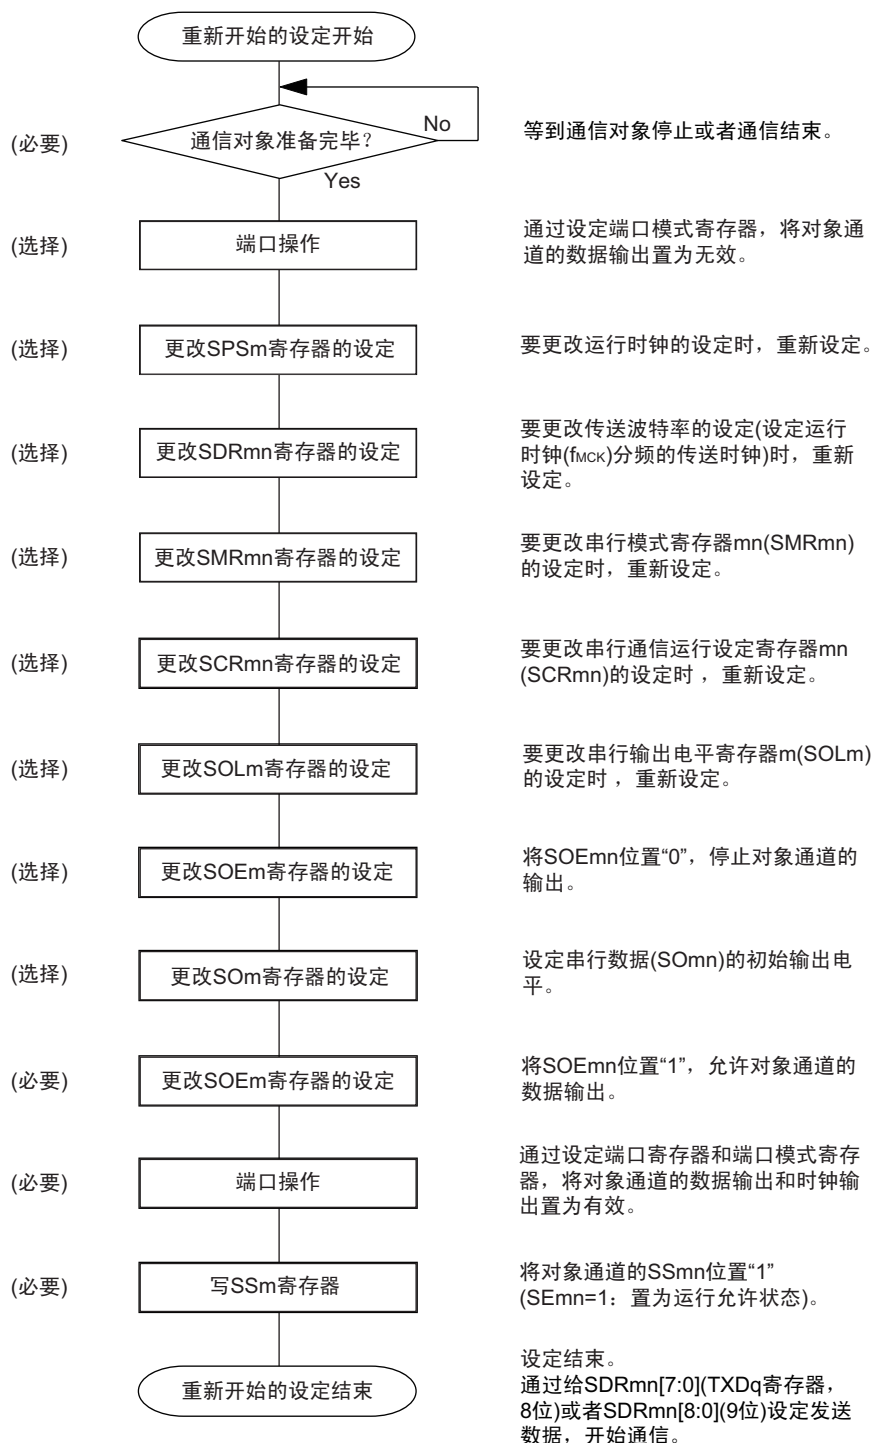 重新开始的设定开始
(必要)
通信对象准备完毕？
No
Yes
等到通信对象停止或者通信结束。
(选择)
端口操作
通过设定端口模式寄存器，将对象通
道的数据输出置为无效。
(选择)
更改SPSm寄存器的设定
要更改运行时钟的设定时，重新设定。
(选择)
更改SDRmn寄存器的设定
要更改传送波特率的设定(设定运行
时钟(fMCK)分频的传送时钟)时，重新
设定。
(选择)
更改SMRmn寄存器的设定
要更改串行模式寄存器mn(SMRmn)
的设定时，重新设定。
(选择)
更改SCRmn寄存器的设定
要更改串行通信运行设定寄存器mn
(SCRmn)的设定时，重新设定。
(选择)
更改SOLm寄存器的设定
要更改串行输出电平寄存器m(SOLm)
的设定时，重新设定。
(选择)
更改SOEm寄存器的设定
将SOEmn位置“0”，停止对象通道的
输出。
(选择)
更改SOm寄存器的设定
设定串行数据(SOmn)的初始输出电
平。
(必要)
更改SOEm寄存器的设定
将SOEmn位置“1”，允许对象通道的
数据输出。
(必要)
端口操作
通过设定端口寄存器和端口模式寄存
器，将对象通道的数据输出和时钟输
出置为有效。
(必要)
写SSm寄存器
将对象通道的SSmn位置“1”
(SEmn=1：置为运行允许状态)。
重新开始的设定结束
设定结束。
通过给SDRmn[7:0](TXDq寄存器，
8位)或者SDRmn[8:0](9位)设定发送
数据，开始通信。